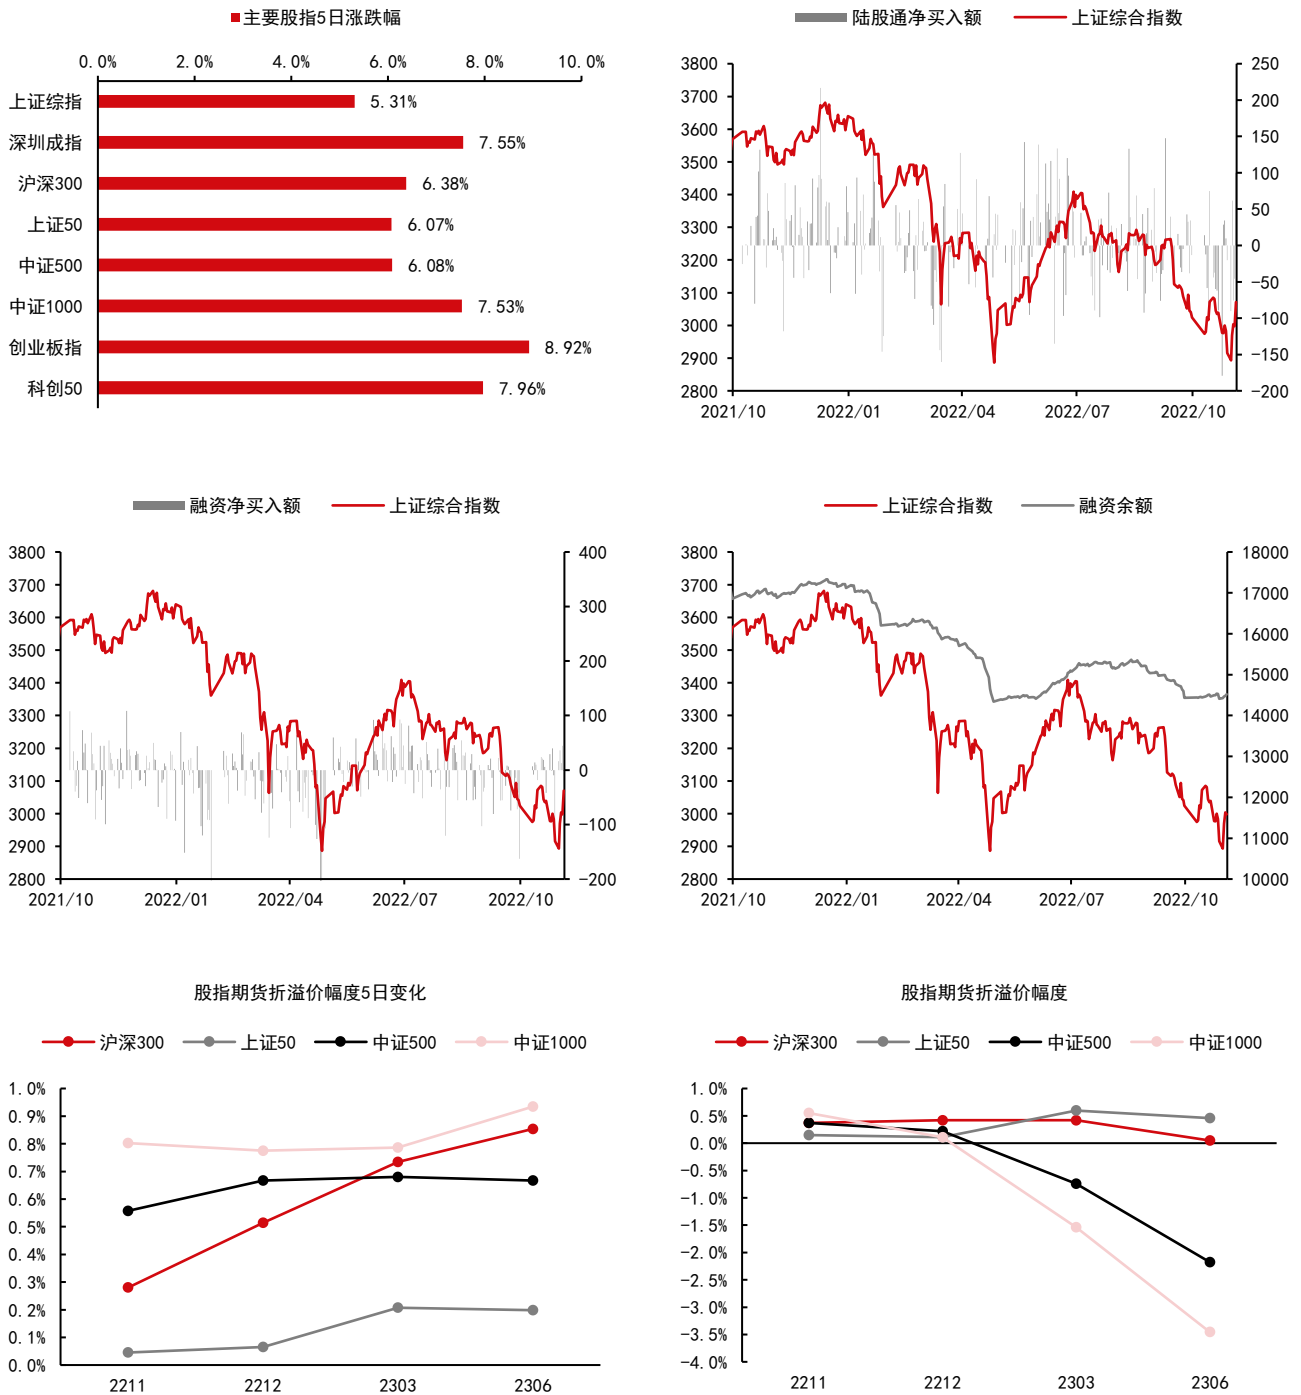 主要股指5日涨跌幅
0.0% 2.0% 4.0% 6.0% 8.0% 10.0%
上证综指 5.31%
深圳成指 7.55%
沪深300 6.38%
上证50 6.07%
中证500 6.08%
中证1000 7.53%
创业板指 8.92%
科创50 7.96%
陆股通净买入额 上证综合指数
3800 250
3700 200
3600 150
3500 100
3400 50
3300 0
3200 -50
3100 -100
3000 -150
2900 -200
2800
2021/10 2022/01 2022/04 2022/07 2022/10
融资净买入额 上证综合指数
3800 400
3700 300
3600 200
3500 100
3400 0
3300 -100
3200 -200
3100
3000
2900
2800
2021/10 2022/01 2022/04 2022/07 2022/10
上证综合指数 融资余额
3800 18000
3700 17000
3600 16000
3500 15000
3400 14000
3300 13000
3200 12000
3100 11000
3000 10000
2900
2800
2021/10 2022/01 2022/04 2022/07 2022/10
股指期货折溢价幅度5日变化
沪深300 上证50 中证500 中证1000
1.0%
0.9%
0.8%
0.7%
0.6%
0.5%
0.4%
0.3%
0.2%
0.1%
0.0%
2211 2212 2303 2306
股指期货折溢价幅度
沪深300 上证50 中证500 中证1000
1.0%
0.5%
0.0%
-0.5%
-1.0%
-1.5%
-2.0%
-2.5%
-3.0%
-3.5%
-4.0%
2211 2212 2303 2306